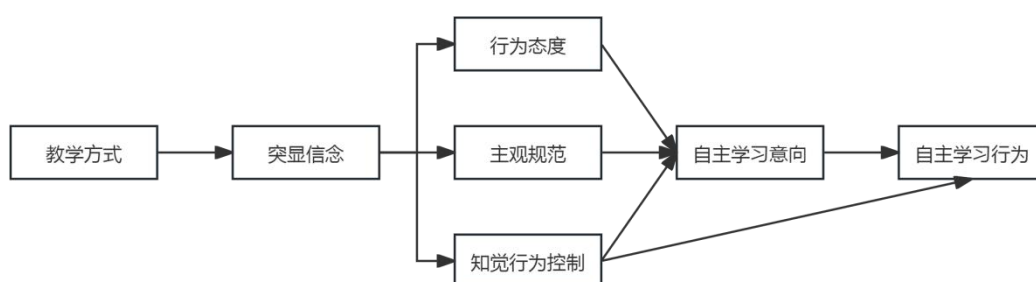 行为态度
教学方式
突显信念
主观规范
自主学习意向
自主学习行为
知觉行为控制